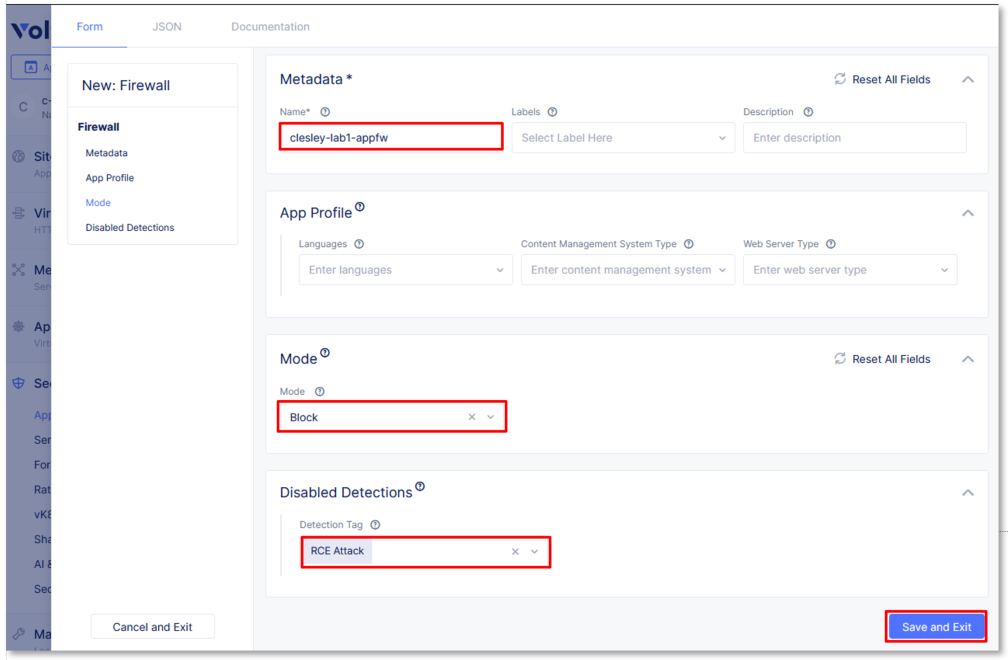 Vol
Form JSON Documentation
C
New: Firewall
Firewall
Metadata
App Profile
Mode
Disabled Detections
Cancel and Exit
Metadata * Reset All Fields
Name* Labels Description
clesley-lab1-appfw Select Label Here Enter description
App Profile
Languages Content Management System Type Web Server Type
Enter languages Enter content management system Enter web server type
Mode Reset All Fields
Mode
Block
Disabled Detections
Detection Tag
RCE Attack
Save and Exit